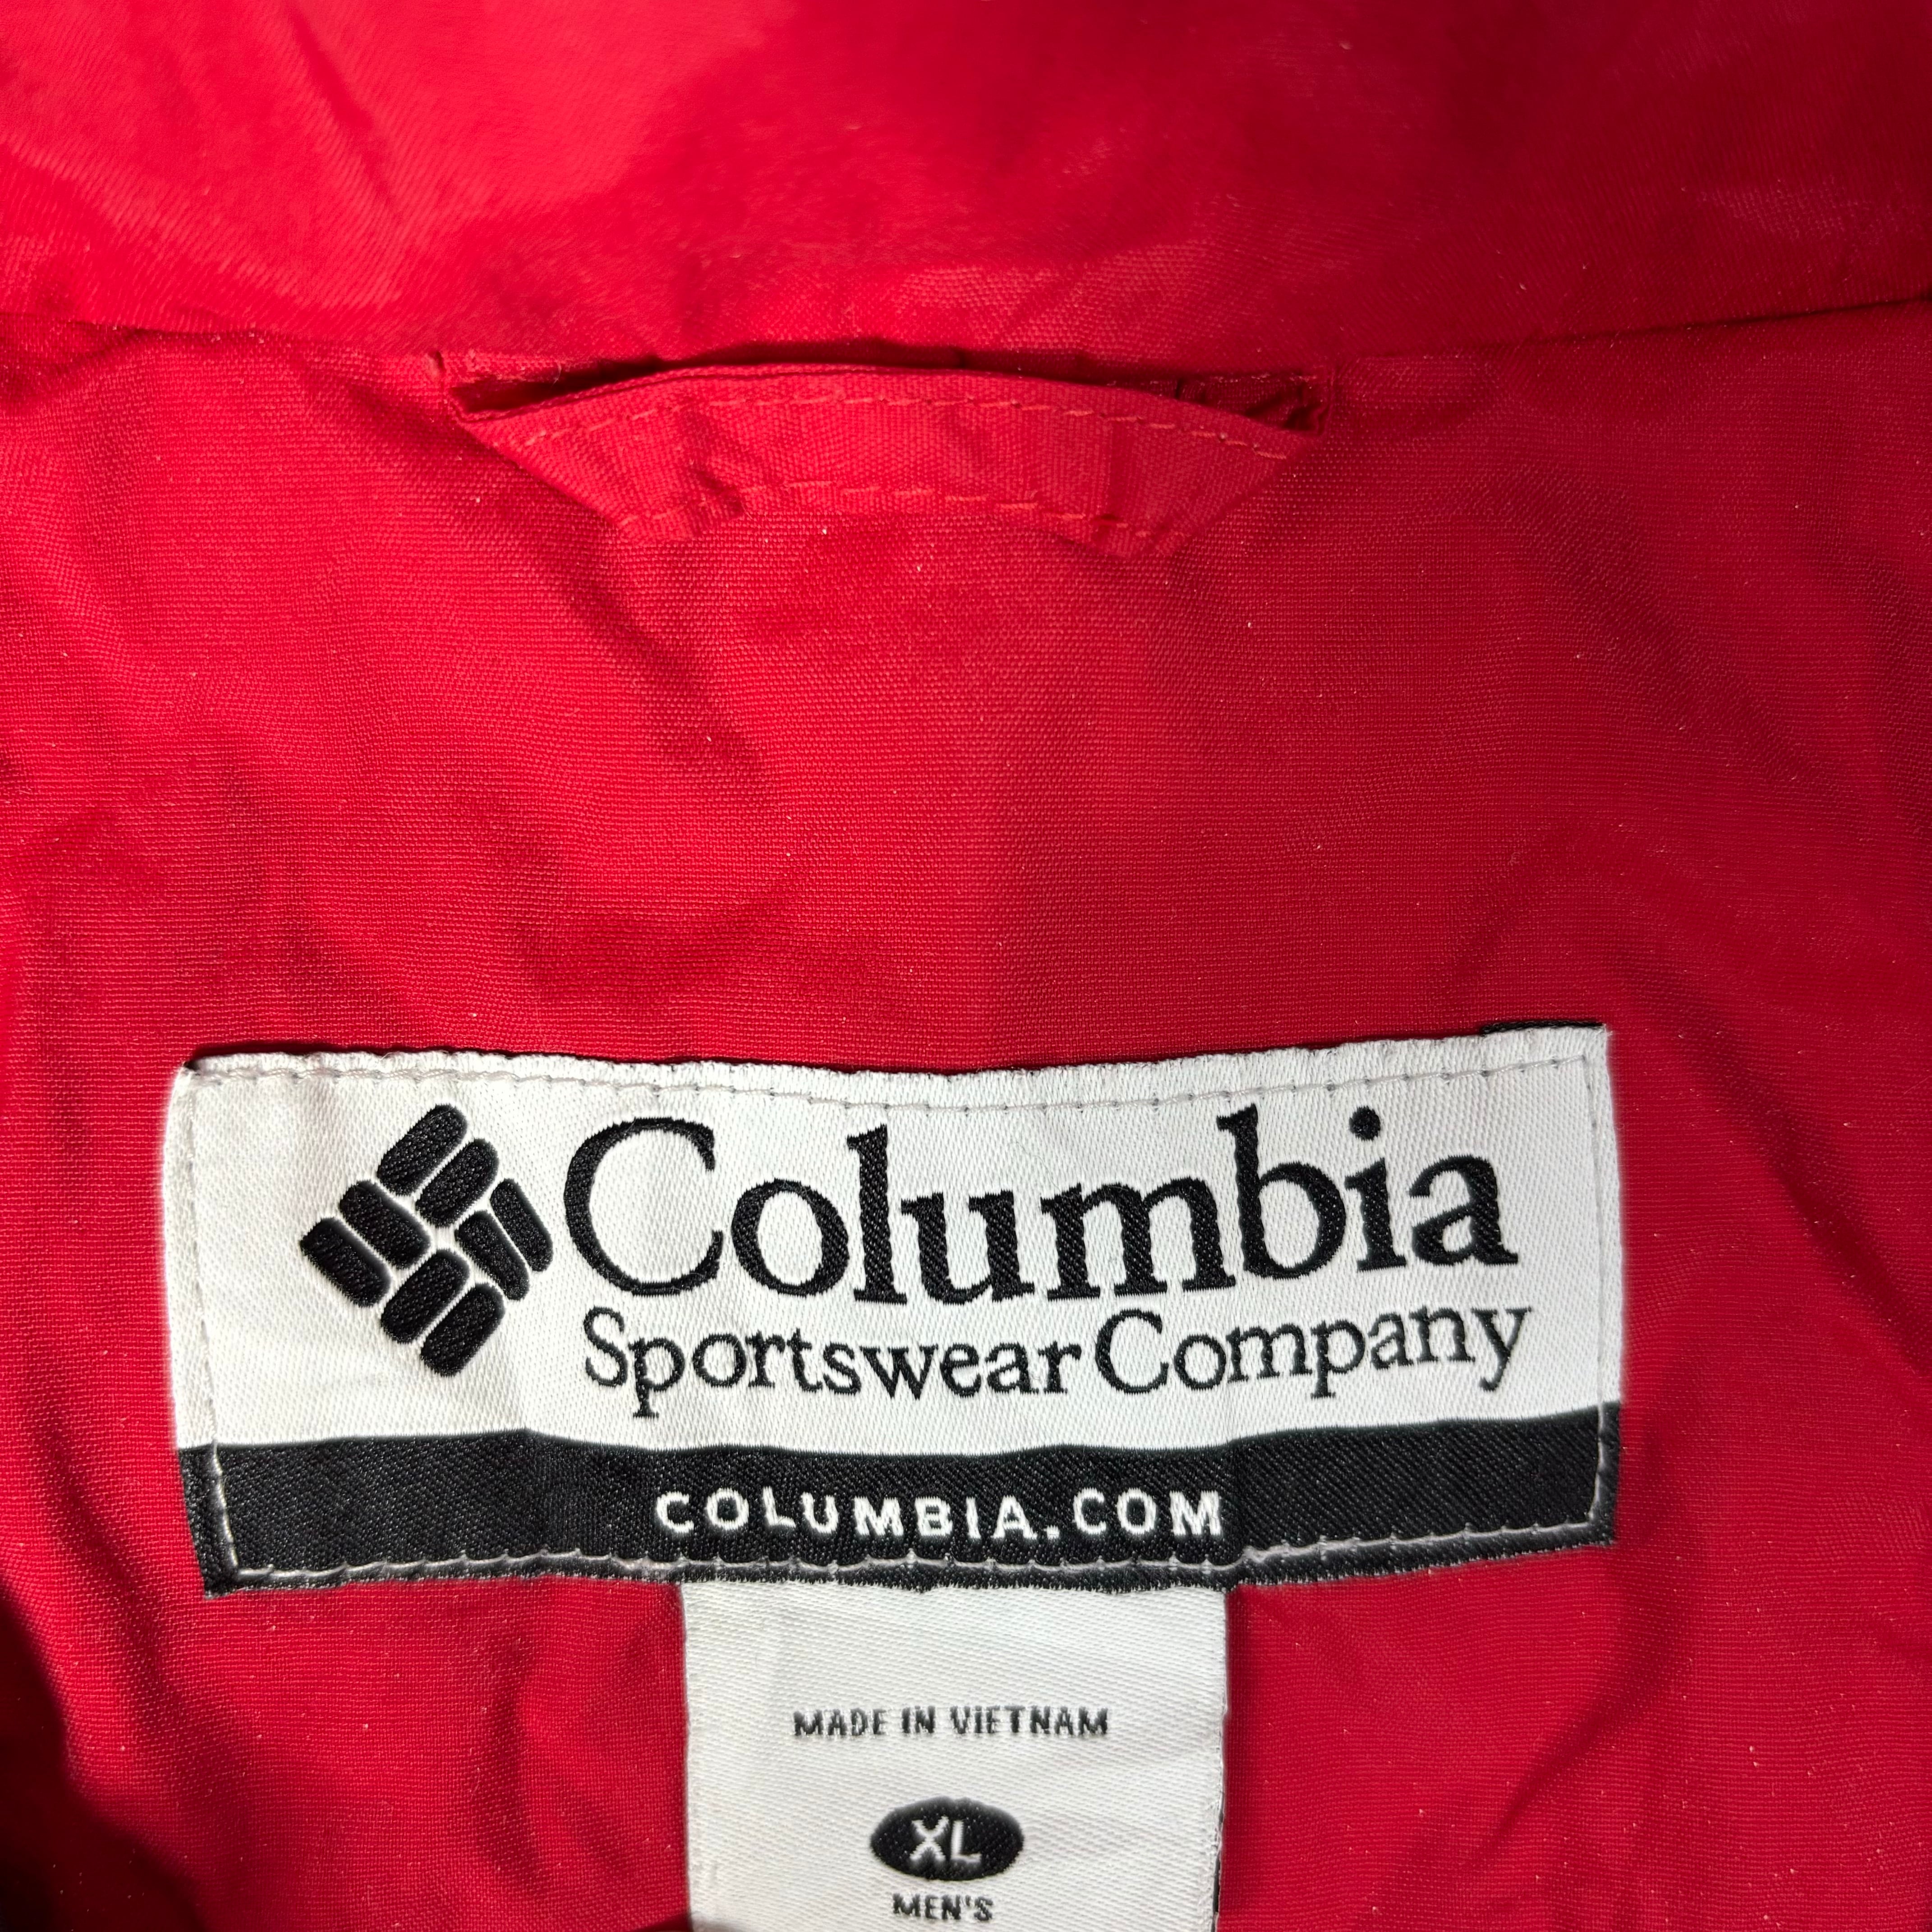 Columbia
Sportswear Company
COLUMBIA.COM
MADE IN VIETNAM
XL
MEN'S